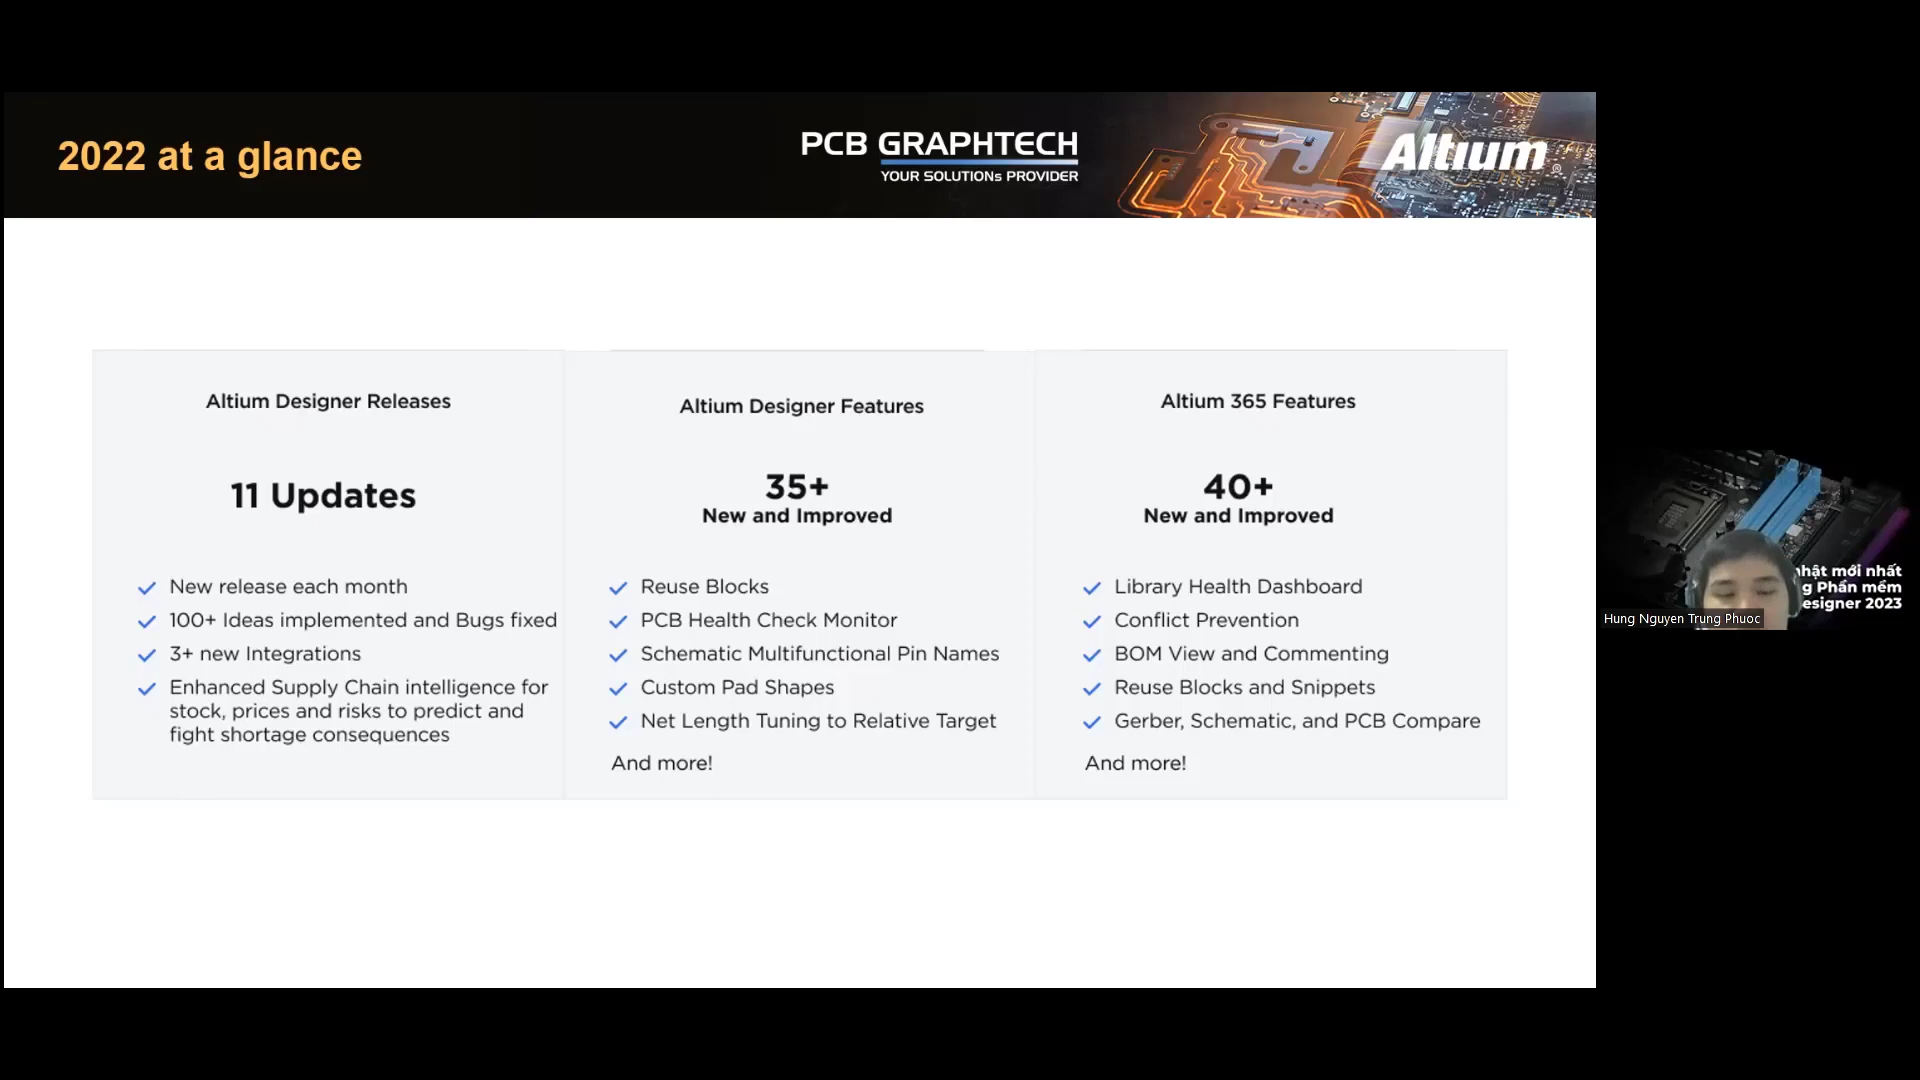 2022 at a glance
PCB GRAPHTECH
YOUR SOLUTIONs PROVIDER
Altium
®
Altium Designer Releases
11 Updates
New release each month
100+ Ideas implemented and Bugs fixed
3+ new Integrations
Enhanced Supply Chain intelligence for
stock, prices and risks to predict and
fight shortage consequences
Altium Designer Features
35+
New and Improved
Reuse Blocks
PCB Health Check Monitor
Schematic Multifunctional Pin Names
Custom Pad Shapes
Net Length Tuning to Relative Target
And more!
Altium 365 Features
40+
New and Improved
Library Health Dashboard
Conflict Prevention
BOM View and Commenting
Reuse Blocks and Snippets
Gerber, Schematic, and PCB Compare
And more!
mới nhất
Phần mềm
2023
Hung Nguyen Trung Phuoc